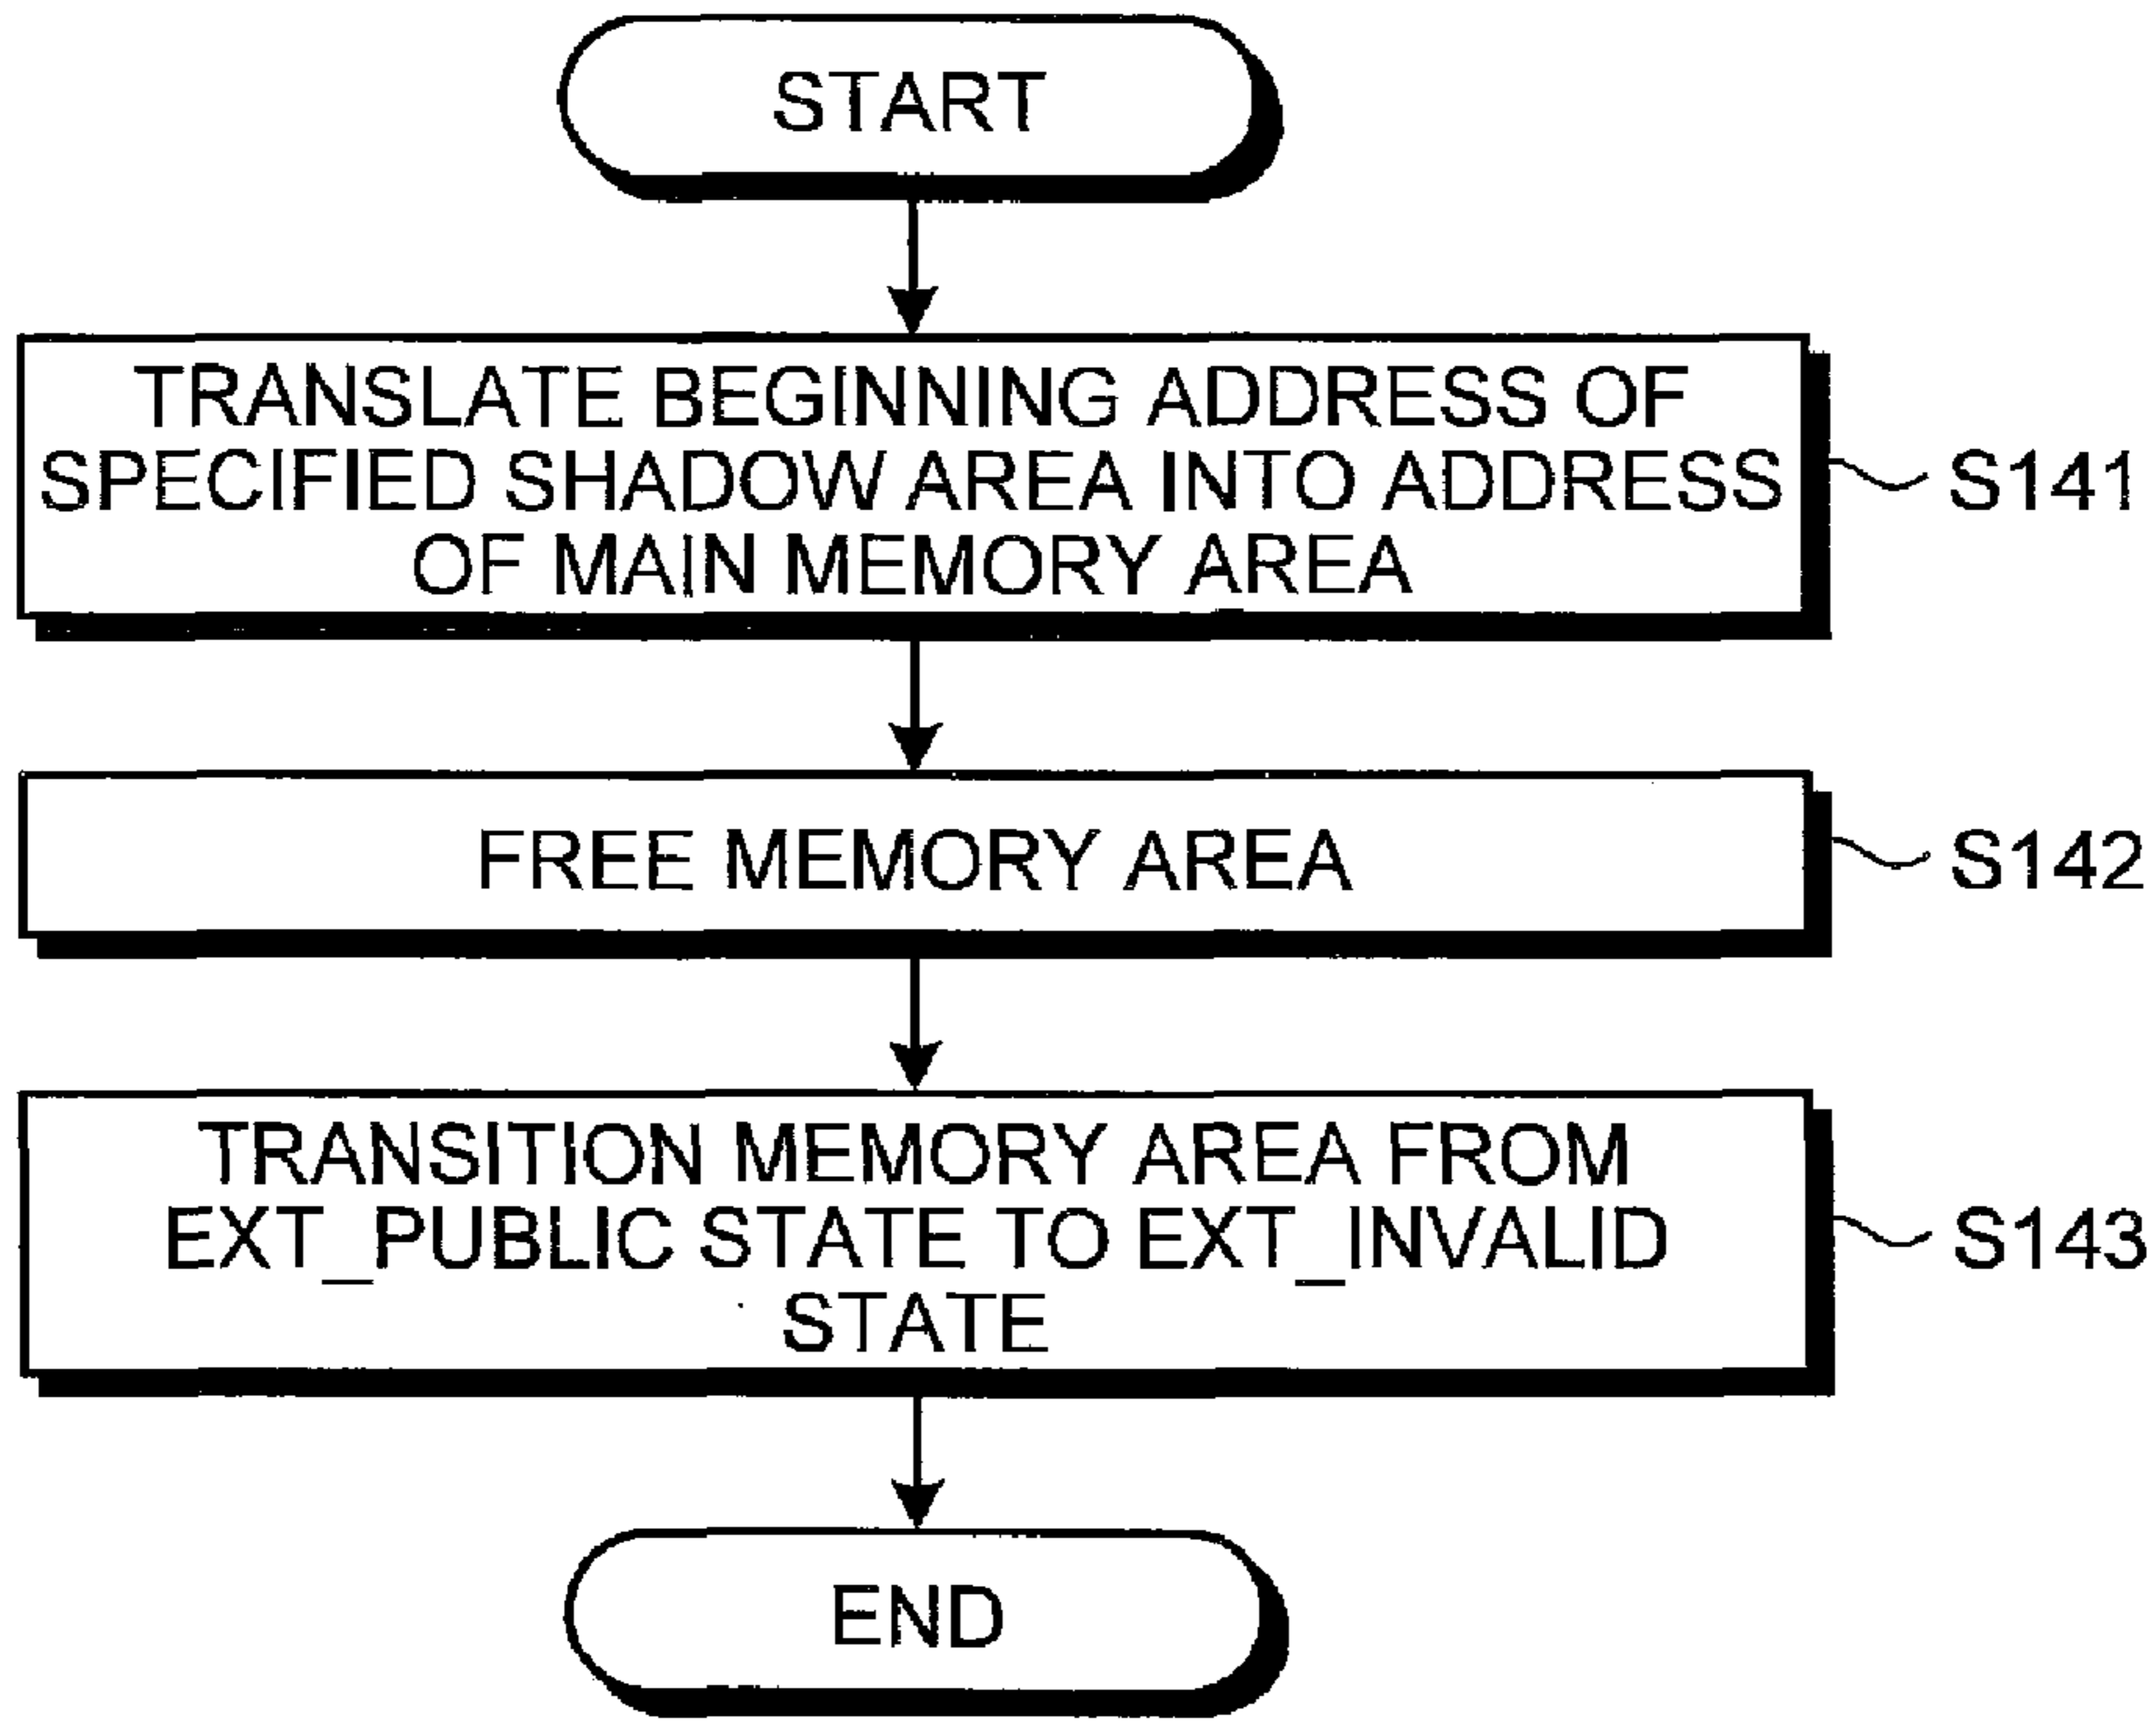 START
TRANSLATE BEGINNING ADDRESS OF
SPECIFIED SHADOW AREA INTO ADDRESS
OF MAIN MEMORY AREA
S141
FREE MEMORY AREA
S142
TRANSITION MEMORY AREA FROM
EXT_PUBLIC STATE TO EXT_INVALID
STATE
S143
END